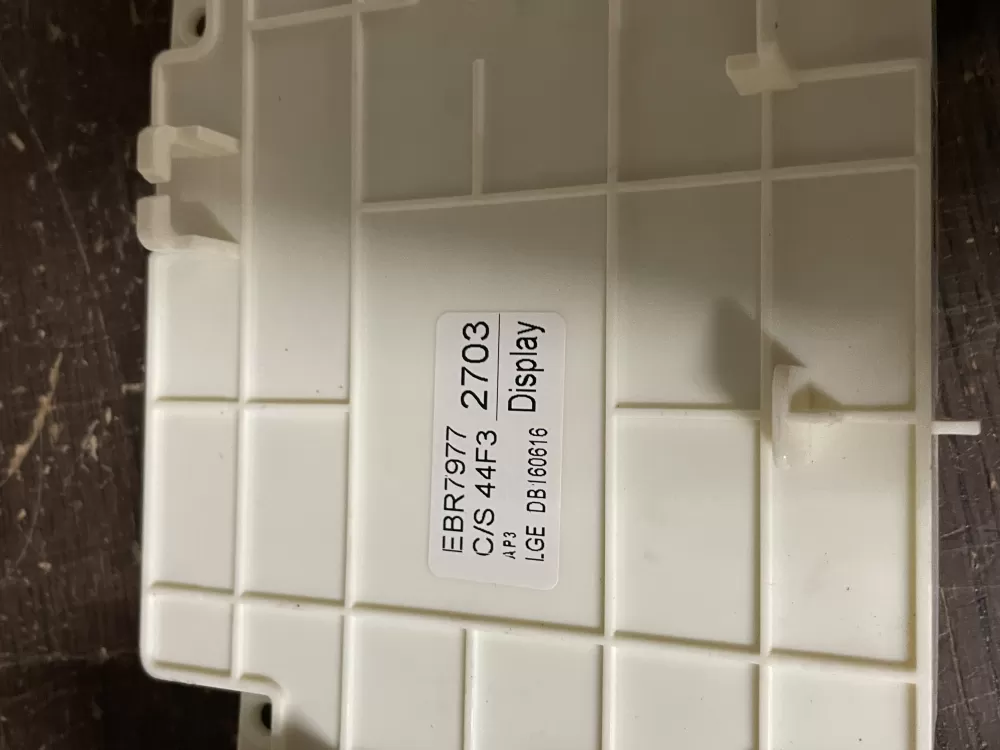 EBR7977 2703
C/S 44F3
AP3
LGE DB160616 Display